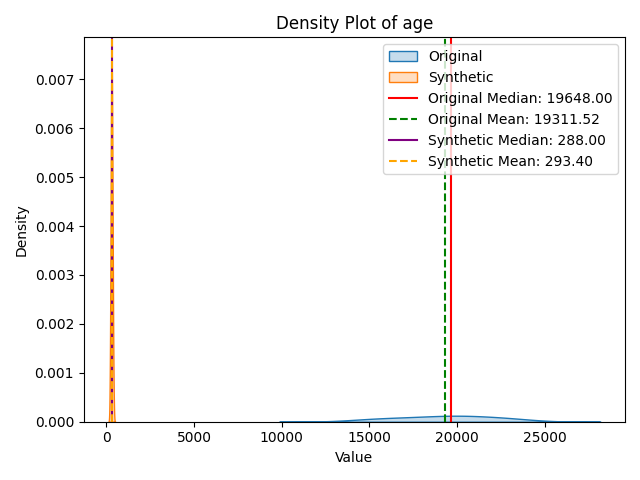 Density Plot of age
Original
Synthetic
Original Median: 19648.00
Original Mean: 19311.52
Synthetic Median: 288.00
Synthetic Mean: 293.40
Density
0.007
0.006
0.005
0.004
0.003
0.002
0.001
0.000
0 5000 10000 15000 20000 25000
Value